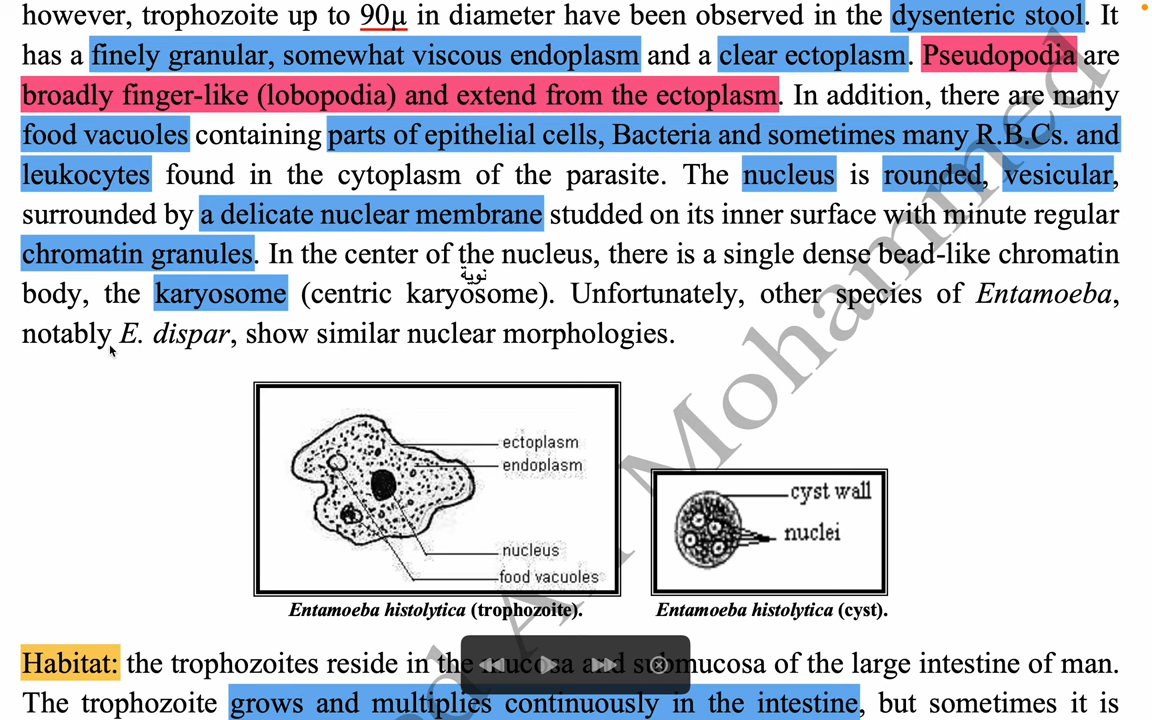 however, trophozoite up to 90µ in diameter have been observed in the dysenteric stool. It
has a finely granular, somewhat viscous endoplasm and a clear ectoplasm. Pseudopodia are
broadly finger-like (lobopodia) and extend from the ectoplasm. In addition, there are many
food vacuoles containing parts of epithelial cells, Bacteria and sometimes many R.B.Cs. and
leukocytes found in the cytoplasm of the parasite. The nucleus is rounded, vesicular,
surrounded by a delicate nuclear membrane studded on its inner surface with minute regular
chromatin granules. In the center of the nucleus, there is a single dense bead-like chromatin
نوية
body, the karyosome (centric karyosome). Unfortunately, other species of Entamoeba,
notably E. dispar, show similar nuclear morphologies.
ectoplasm
endoplasm
nucleus
food vacuoles
Entamoeba histolytica (trophozoite).
cyst wall
nuclei
Entamoeba histolytica (cyst).
Habitat: the trophozoites reside in the mucosa and submucosa of the large intestine of man.
The trophozoite grows and multiplies continuously in the intestine, but sometimes it is
A Mohammed